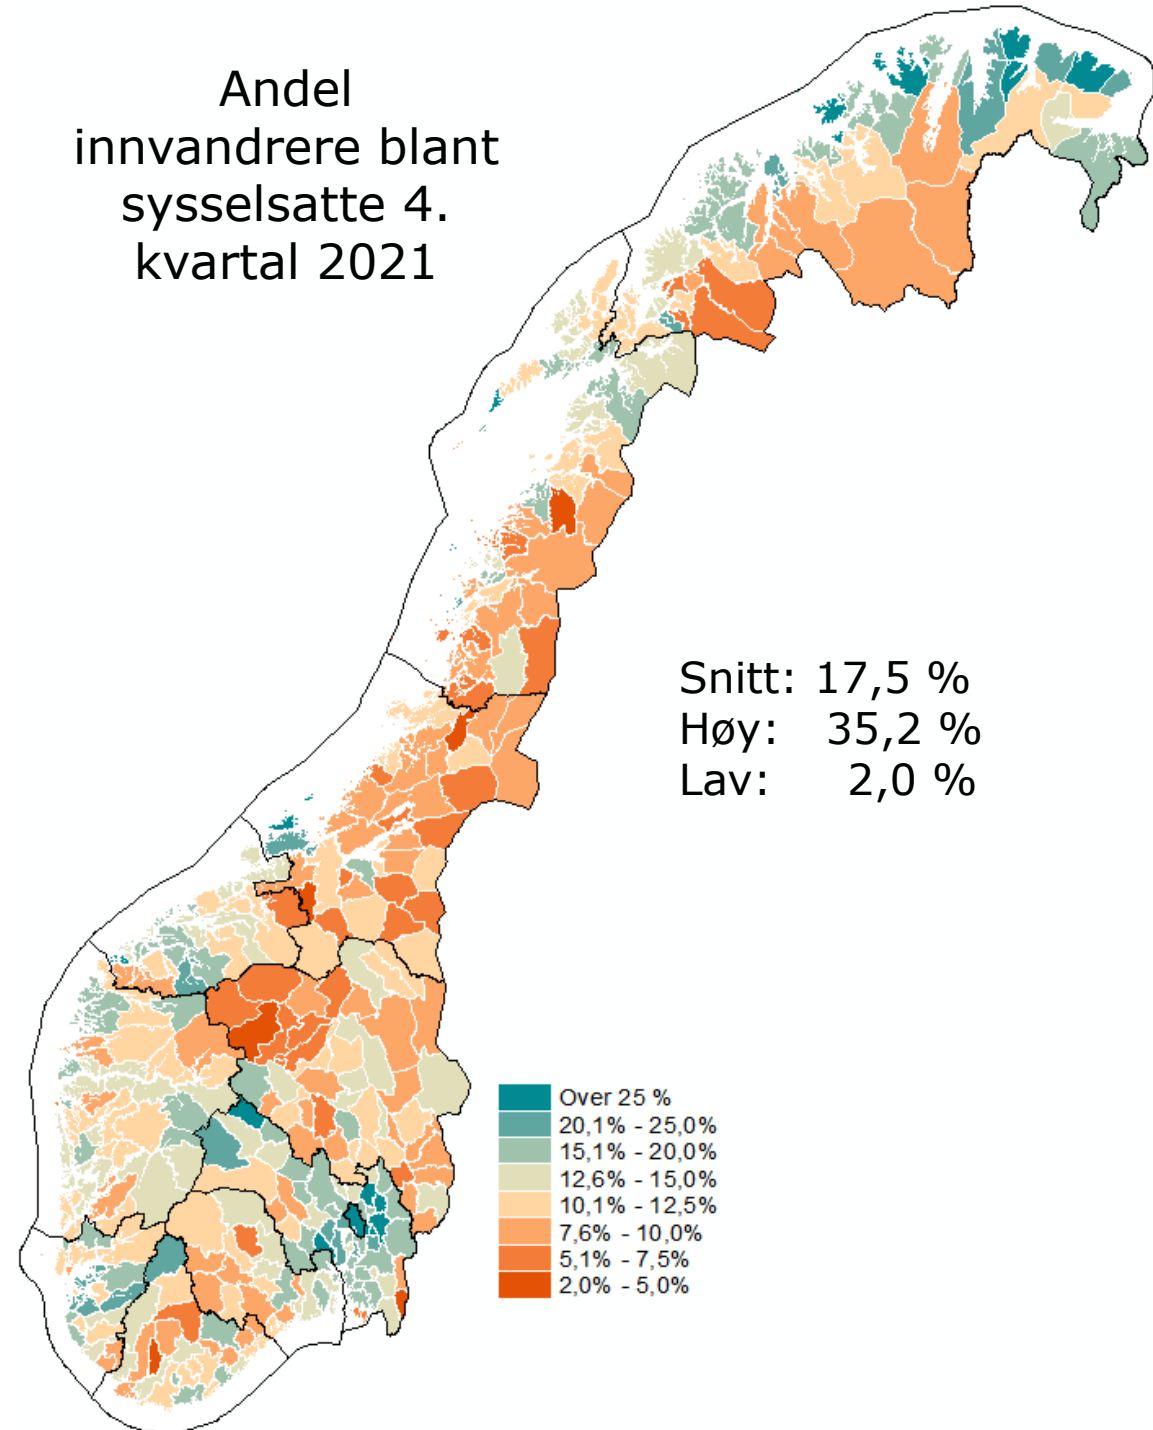 Andel
innvandrere blant
sysselsatte 4.
kvartal 2021
Snitt: 17,5 %
Høy: 35,2 %
Lav: 2,0 %
Over 25 %
20,1% - 25,0%
15,1% - 20,0%
12,6% - 15,0%
10,1% - 12,5%
7,6% - 10,0%
5,1% - 7,5%
2,0% - 5,0%